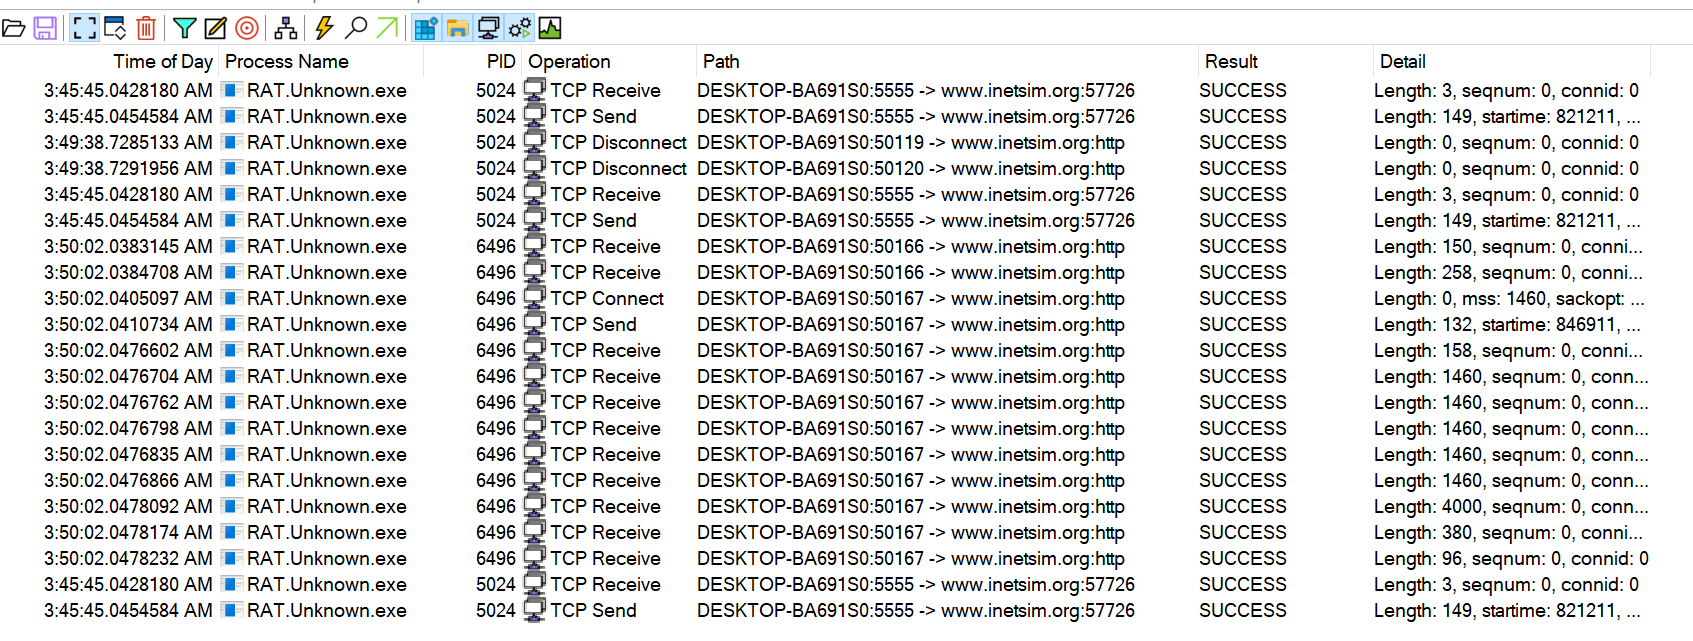 Time of Day Process Name PID Operation Path Result Detail
3:45:45.0428180 AM RAT.Unknown.exe 5024 TCP Receive DESKTOP-BA691S0:5555 -> www.inetsim.org:57726 SUCCESS Length: 3, seqnum: 0, connid: 0
3:45:45.0454584 AM RAT.Unknown.exe 5024 TCP Send DESKTOP-BA691S0:5555 -> www.inetsim.org:57726 SUCCESS Length: 149, startime: 821211, ...
3:49:38.7285133 AM RAT.Unknown.exe 5024 TCP Disconnect DESKTOP-BA691S0:50119 -> www.inetsim.org:http SUCCESS Length: 0, seqnum: 0, connid: 0
3:49:38.7291956 AM RAT.Unknown.exe 5024 TCP Disconnect DESKTOP-BA691S0:50120 -> www.inetsim.org:http SUCCESS Length: 0, seqnum: 0, connid: 0
3:45:45.0428180 AM RAT.Unknown.exe 5024 TCP Receive DESKTOP-BA691S0:5555 -> www.inetsim.org:57726 SUCCESS Length: 3, seqnum: 0, connid: 0
3:45:45.0454584 AM RAT.Unknown.exe 5024 TCP Send DESKTOP-BA691S0:5555 -> www.inetsim.org:57726 SUCCESS Length: 149, startime: 821211, ...
3:50:02.0383145 AM RAT.Unknown.exe 6496 TCP Receive DESKTOP-BA691S0:50166 -> www.inetsim.org:http SUCCESS Length: 150, seqnum: 0, conni...
3:50:02.0384708 AM RAT.Unknown.exe 6496 TCP Receive DESKTOP-BA691S0:50166 -> www.inetsim.org:http SUCCESS Length: 258, seqnum: 0, conni...
3:50:02.0405097 AM RAT.Unknown.exe 6496 TCP Connect DESKTOP-BA691S0:50167 -> www.inetsim.org:http SUCCESS Length: 0, mss: 1460, sackopt: ...
3:50:02.0410734 AM RAT.Unknown.exe 6496 TCP Send DESKTOP-BA691S0:50167 -> www.inetsim.org:http SUCCESS Length: 132, startime: 846911, ...
3:50:02.0476602 AM RAT.Unknown.exe 6496 TCP Receive DESKTOP-BA691S0:50167 -> www.inetsim.org:http SUCCESS Length: 158, seqnum: 0, conni...
3:50:02.0476704 AM RAT.Unknown.exe 6496 TCP Receive DESKTOP-BA691S0:50167 -> www.inetsim.org:http SUCCESS Length: 1460, seqnum: 0, conn...
3:50:02.0476762 AM RAT.Unknown.exe 6496 TCP Receive DESKTOP-BA691S0:50167 -> www.inetsim.org:http SUCCESS Length: 1460, seqnum: 0, conn...
3:50:02.0476798 AM RAT.Unknown.exe 6496 TCP Receive DESKTOP-BA691S0:50167 -> www.inetsim.org:http SUCCESS Length: 1460, seqnum: 0, conn...
3:50:02.0476835 AM RAT.Unknown.exe 6496 TCP Receive DESKTOP-BA691S0:50167 -> www.inetsim.org:http SUCCESS Length: 1460, seqnum: 0, conn...
3:50:02.0476866 AM RAT.Unknown.exe 6496 TCP Receive DESKTOP-BA691S0:50167 -> www.inetsim.org:http SUCCESS Length: 1460, seqnum: 0, conn...
3:50:02.0478092 AM RAT.Unknown.exe 6496 TCP Receive DESKTOP-BA691S0:50167 -> www.inetsim.org:http SUCCESS Length: 4000, seqnum: 0, conn...
3:50:02.0478174 AM RAT.Unknown.exe 6496 TCP Receive DESKTOP-BA691S0:50167 -> www.inetsim.org:http SUCCESS Length: 380, seqnum: 0, conni...
3:50:02.0478232 AM RAT.Unknown.exe 6496 TCP Receive DESKTOP-BA691S0:50167 -> www.inetsim.org:http SUCCESS Length: 96, seqnum: 0, connid: 0
3:45:45.0428180 AM RAT.Unknown.exe 5024 TCP Receive DESKTOP-BA691S0:5555 -> www.inetsim.org:57726 SUCCESS Length: 3, seqnum: 0, connid: 0
3:45:45.0454584 AM RAT.Unknown.exe 5024 TCP Send DESKTOP-BA691S0:5555 -> www.inetsim.org:57726 SUCCESS Length: 149, startime: 821211, ...